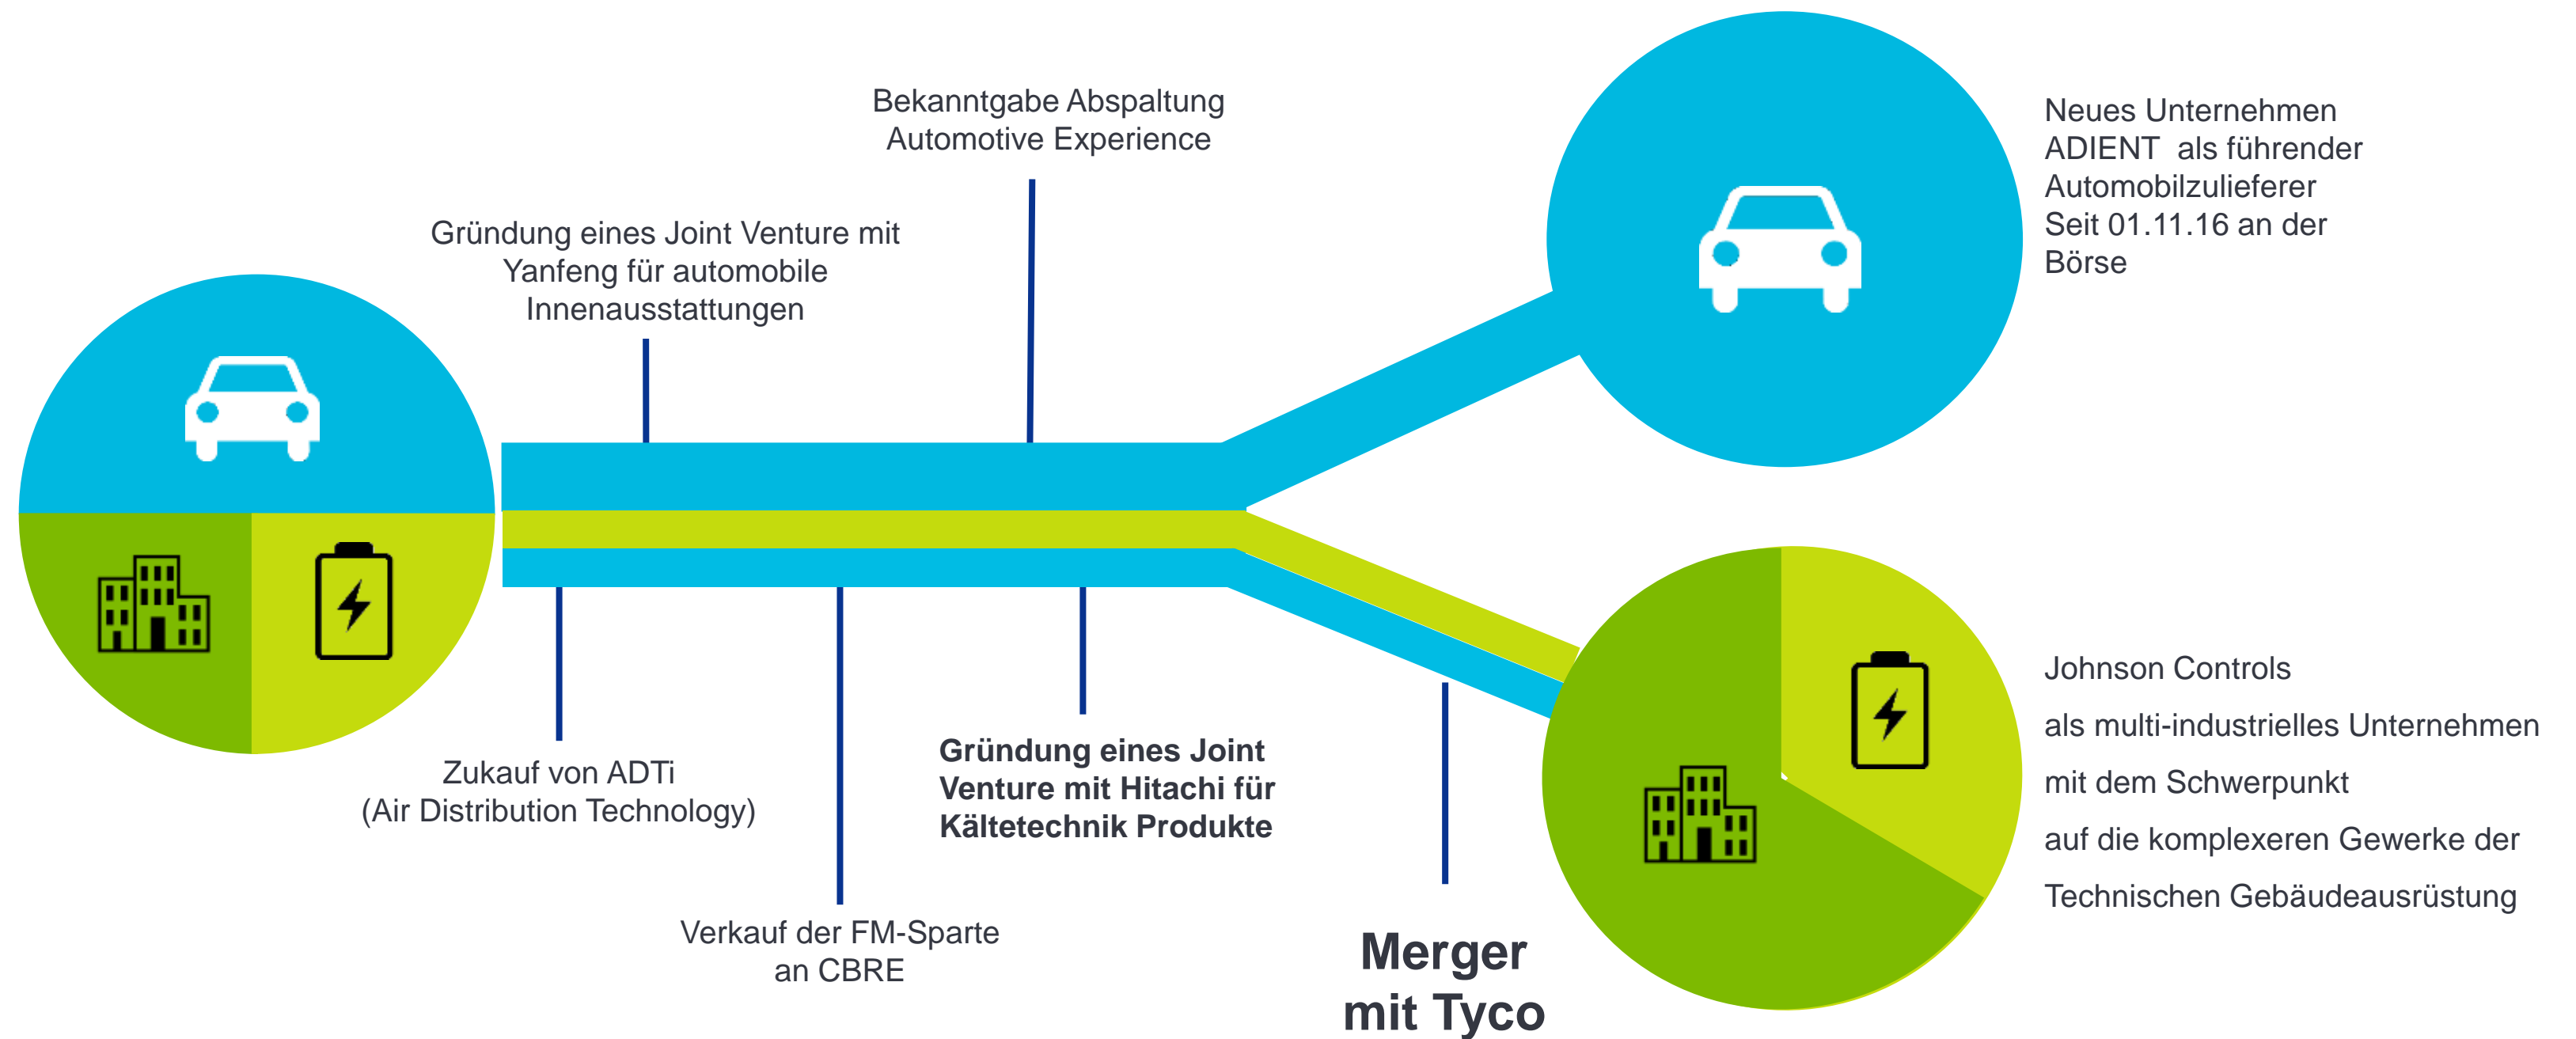 Bekanntgabe Abspaltung
Automotive Experience
Gründung eines Joint Venture mit
Yanfeng für automobile
Innenausstattungen
Neues Unternehmen
ADIENT  als führender
Automobilzulieferer
Seit 01.11.16 an der
Börse
Zukauf von ADTi
(Air Distribution Technology)
Verkauf der FM-Sparte
an CBRE
Gründung eines Joint
Venture mit Hitachi für
Kältetechnik Produkte
Merger
mit Tyco
Johnson Controls
als multi-industrielles Unternehmen
mit dem Schwerpunkt
auf die komplexeren Gewerke der
Technischen Gebäudeausrüstung